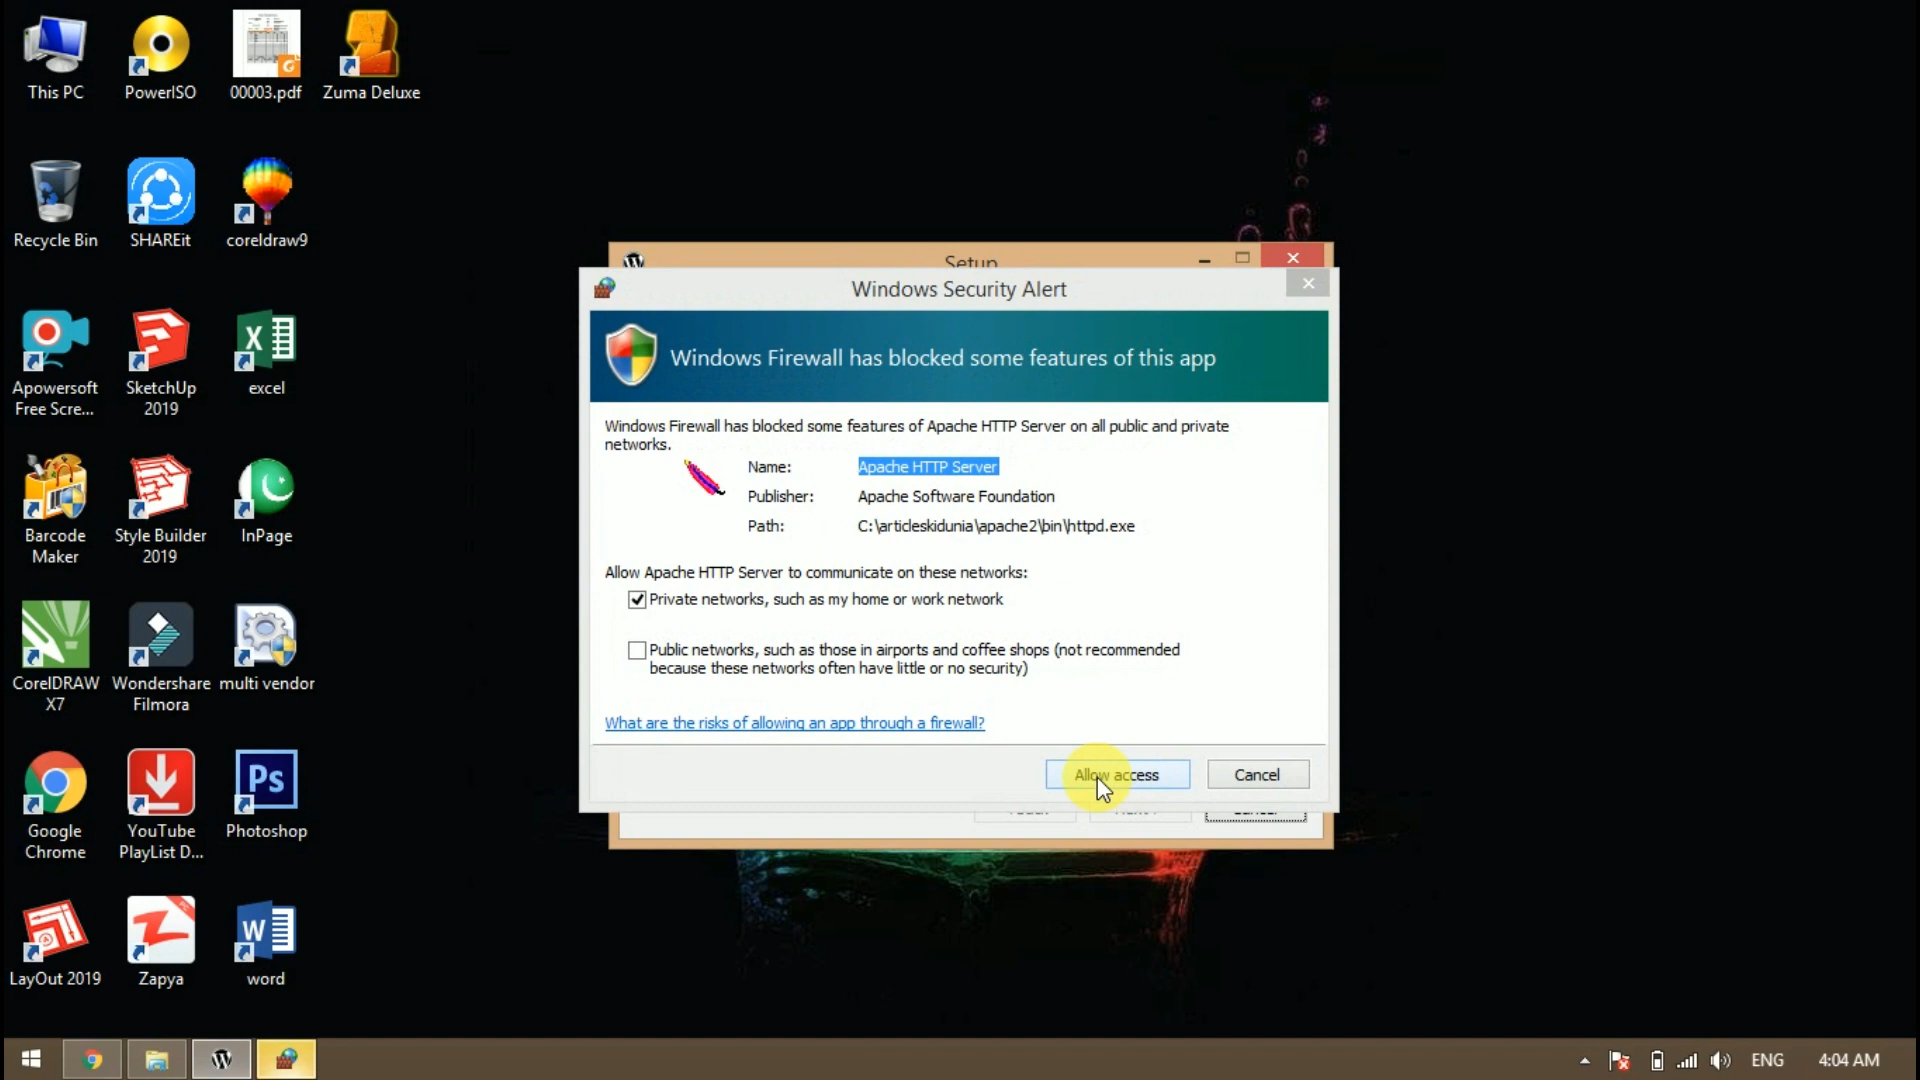 This PC
PowerISO
00003.pdf
Zuma Deluxe
Recycle Bin
SHAREit
coreldraw9
Apowersoft
Free Scre...
SketchUp
2019
excel
Barcode
Maker
Style Builder
2019
InPage
CorelDRAW
X7
Wondershare
Filmora
multi vendor
Google
Chrome
YouTube
PlayList D...
Ps
Photoshop
LayOut 2019
Zapya
word
Setup
Windows Security Alert
Windows Firewall has blocked some features of this app
Windows Firewall has blocked some features of Apache HTTP Server on all public and private
networks.
Name: Apache HTTP Server
Publisher: Apache Software Foundation
Path: C:\articleskidunia\apache2\bin\httpd.exe
Allow Apache HTTP Server to communicate on these networks:
Private networks, such as my home or work network
Public networks, such as those in airports and coffee shops (not recommended
because these networks often have little or no security)
What are the risks of allowing an app through a firewall?
Allow access
Cancel
ENG
4:04 AM